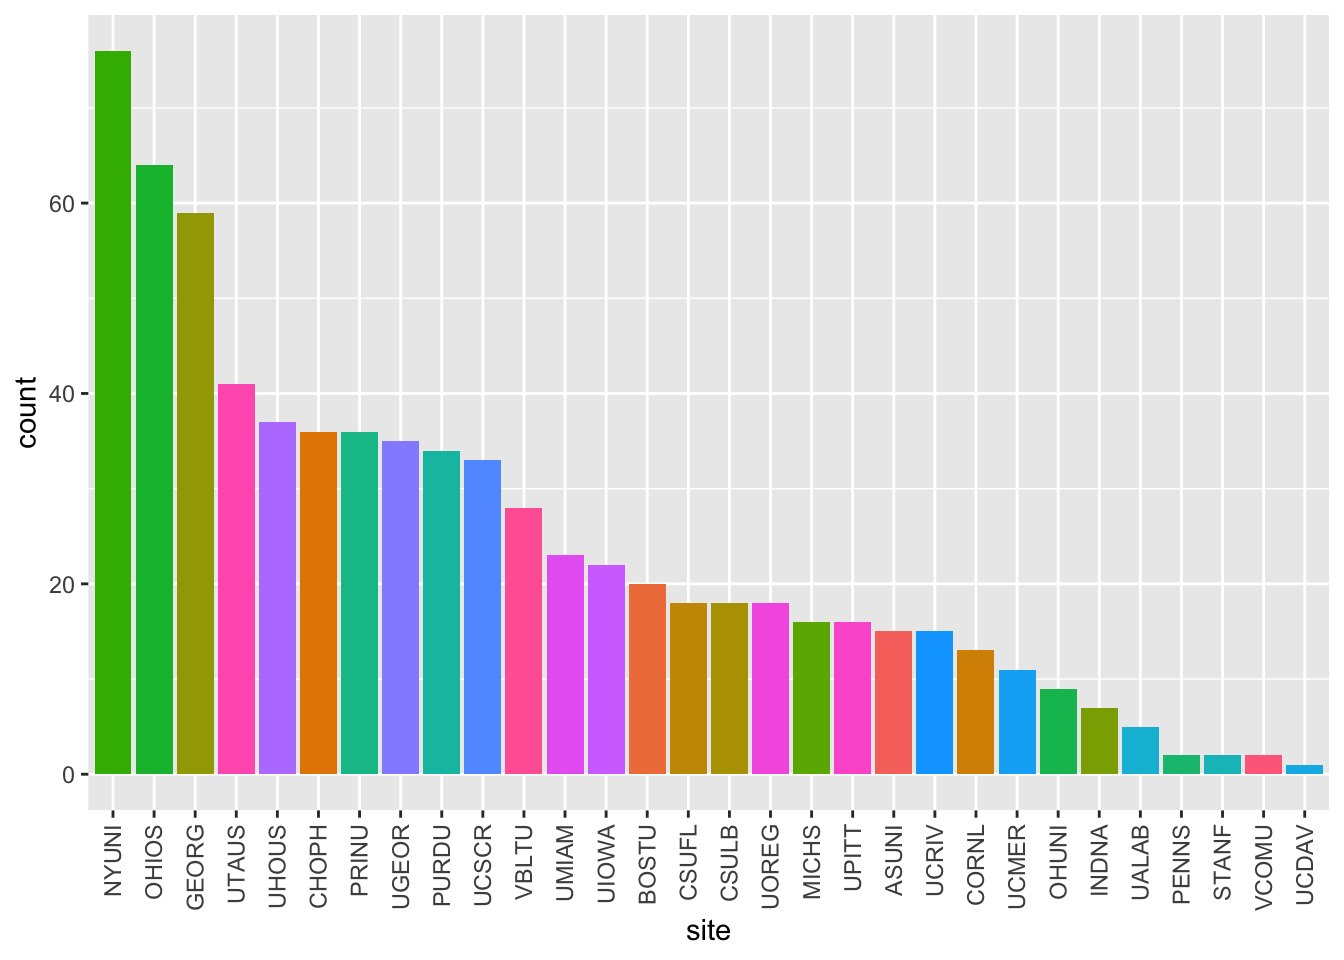 count
60
40
20
0
NYUNI
OHIOS
GEORG
UTAUS
UHOUS
CHOPH
PRINU
UGEOR
PURDU
UCSCR
VBLTU
UMIAM
UIOWA
BOSTU
CSUFL
CSULB
UOREG
MICHS
UPITT
ASUNI
UCRIV
CORNL
UCMER
OHUNI
INDNA
UALAB
PENNS
STANF
VCOMU
UCDAV
site